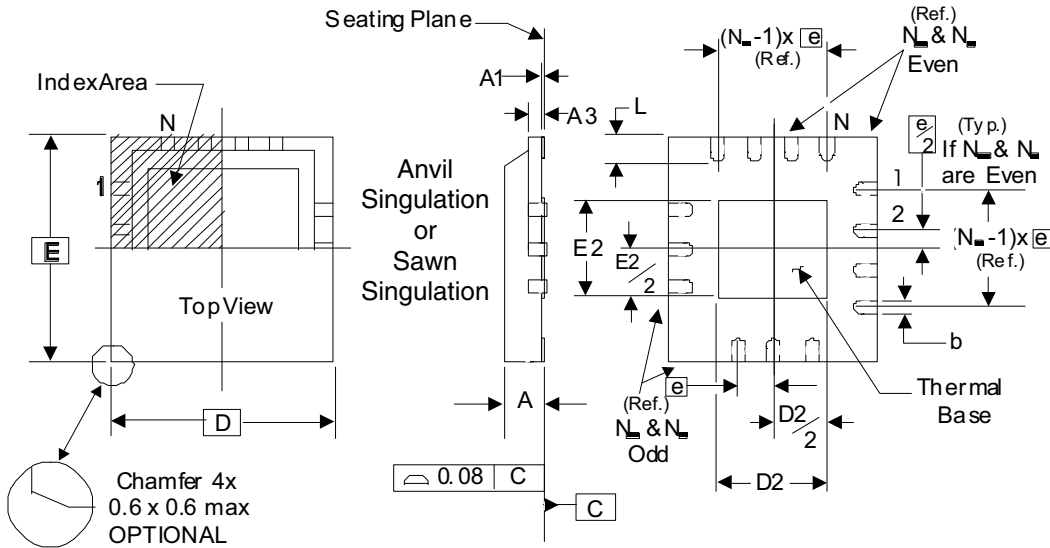 Seating Plane
Index Area
N
1
E
Top View
D
Chamfer 4x
0.6 x 0.6 max
OPTIONAL
A1
A3
L
Anvil
Singulation
or
Sawn
Singulation
A
0.08 C
C
(N -1)x e
(Ref.)
(Ref.)
N & N
Even
N
e/2
(Typ.)
If N & N
are Even
1
2
(N -1)x e
(Ref.)
E2
E2/2
b
Thermal
Base
e
(Ref.)
N & N
Odd
D2/2
D2